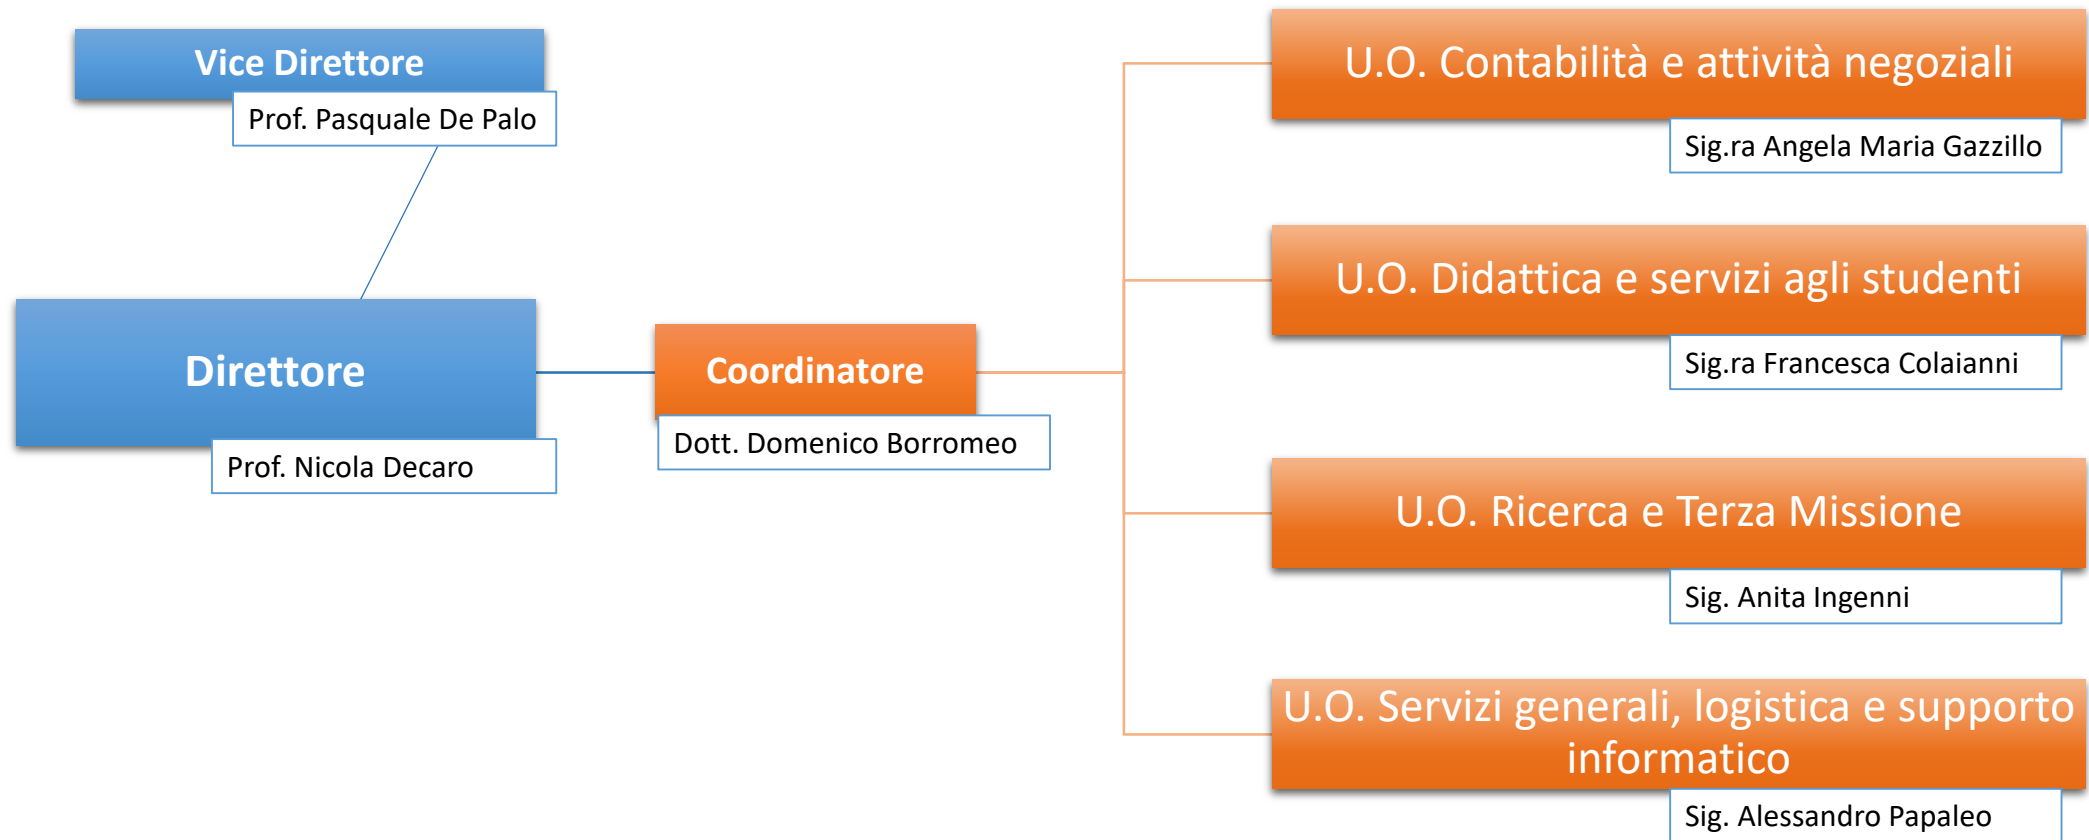 Vice Direttore
Prof. Pasquale De Palo
Direttore
Prof. Nicola Decaro
Coordinatore
Dott. Domenico Borromeo
U.O. Contabilità e attività negoziali
Sig.ra Angela Maria Gazzillo
U.O. Didattica e servizi agli studenti
Sig.ra Francesca Colaianni
U.O. Ricerca e Terza Missione
Sig. Anita Ingenni
U.O. Servizi generali, logistica e supporto
informatico
Sig. Alessandro Papaleo